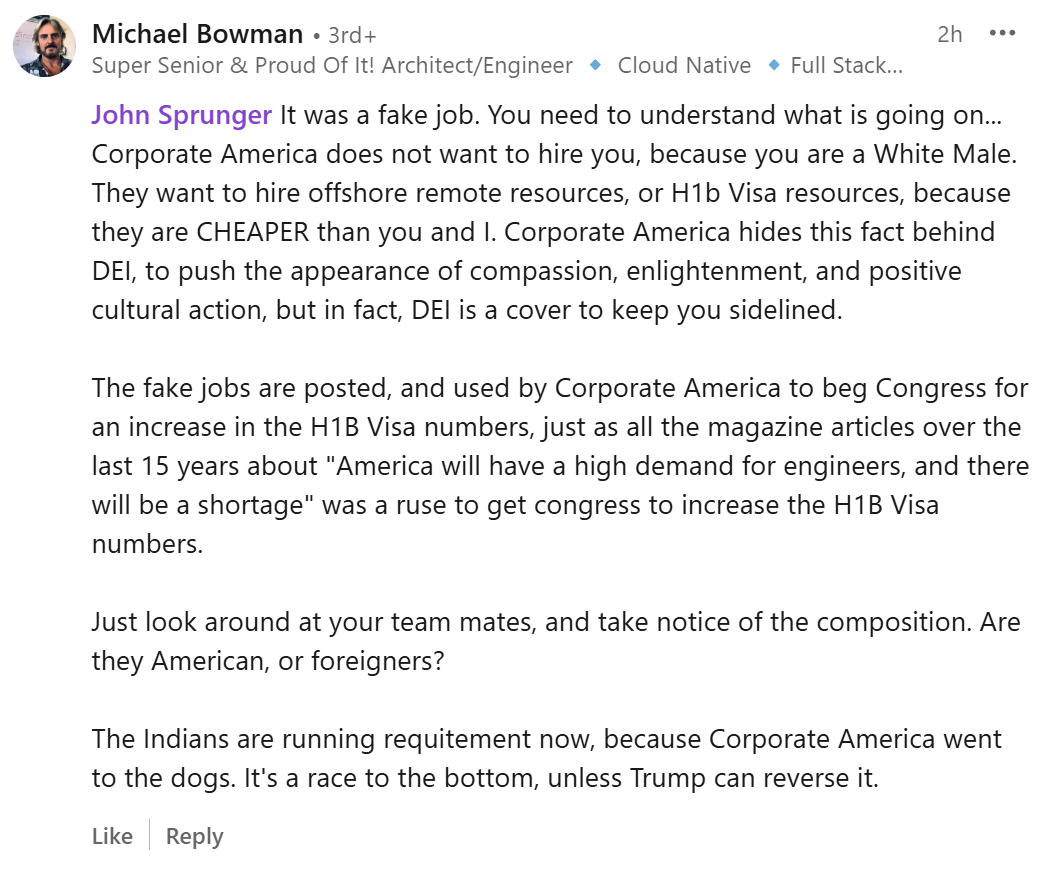 Michael Bowman • 3rd+ 2h •••
Super Senior & Proud Of It! Architect/Engineer 🔹 Cloud Native 🔹 Full Stack...
John Sprunger It was a fake job. You need to understand what is going on...
Corporate America does not want to hire you, because you are a White Male.
They want to hire offshore remote resources, or H1b Visa resources, because
they are CHEAPER than you and I. Corporate America hides this fact behind
DEI, to push the appearance of compassion, enlightenment, and positive
cultural action, but in fact, DEI is a cover to keep you sidelined.
The fake jobs are posted, and used by Corporate America to beg Congress for
an increase in the H1B Visa numbers, just as all the magazine articles over the
last 15 years about "America will have a high demand for engineers, and there
will be a shortage" was a ruse to get congress to increase the H1B Visa
numbers.
Just look around at your team mates, and take notice of the composition. Are
they American, or foreigners?
The Indians are running requitement now, because Corporate America went
to the dogs. It's a race to the bottom, unless Trump can reverse it.
Like Reply